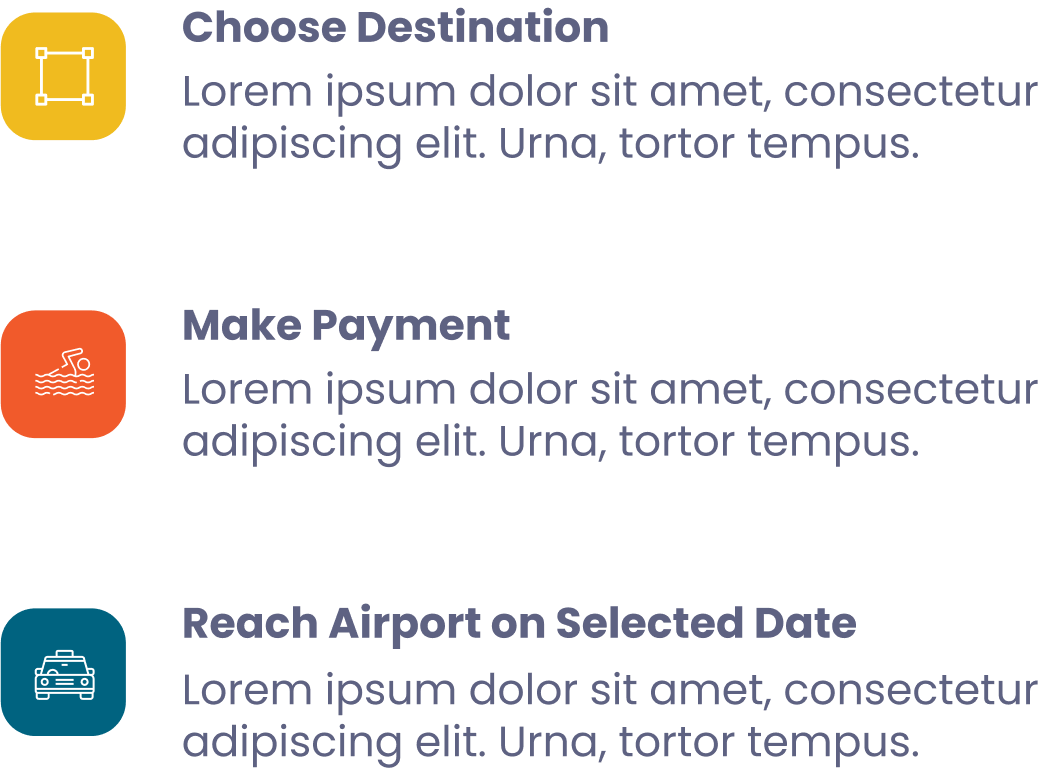 Choose Destination
Lorem ipsum dolor sit amet, consectetur
adipiscing elit. Urna, tortor tempus.
Make Payment
Lorem ipsum dolor sit amet, consectetur
adipiscing elit. Urna, tortor tempus.
Reach Airport on Selected Date
Lorem ipsum dolor sit amet, consectetur
adipiscing elit. Urna, tortor tempus.